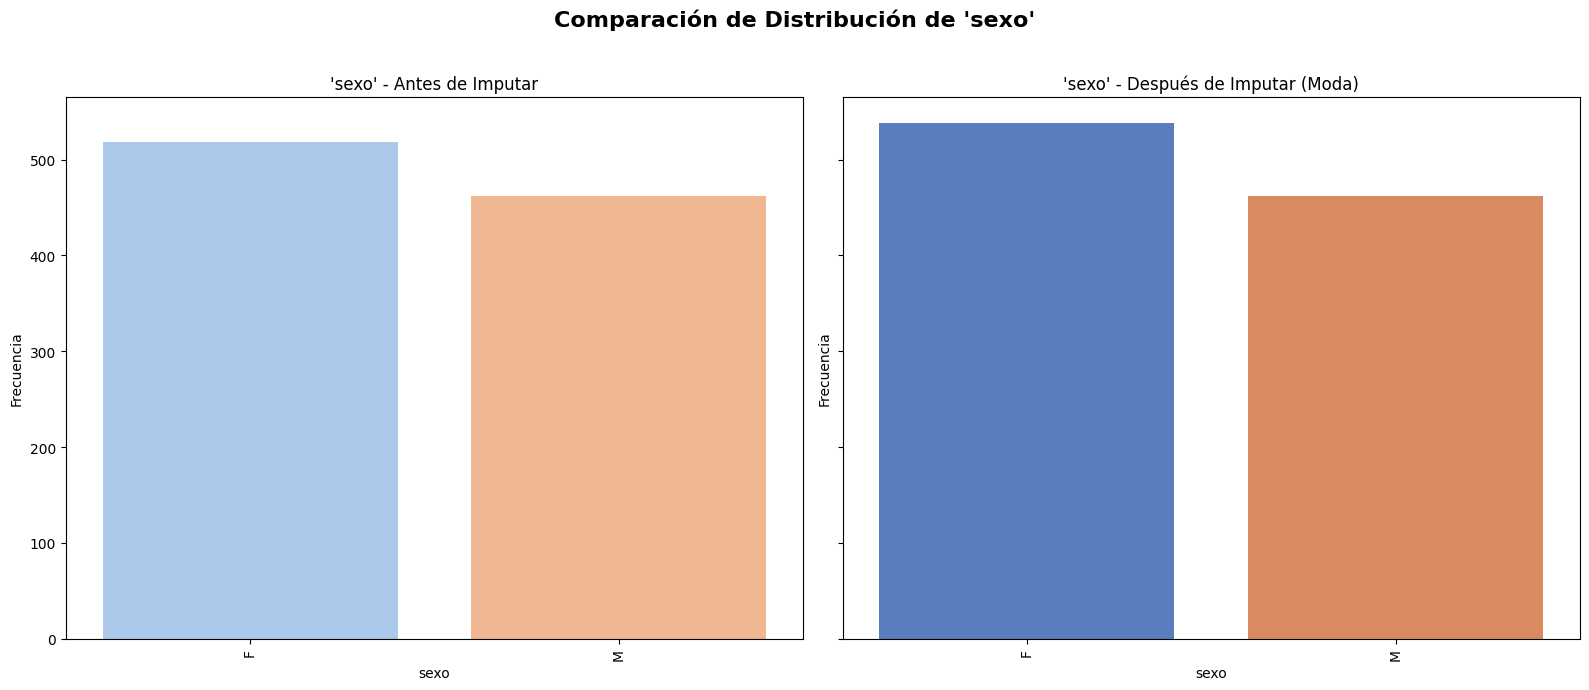 Comparación de Distribución de 'sexo'
'sexo' - Antes de Imputar
Frecuencia
500
400
300
200
100
0
F
M
sexo
'sexo' - Después de Imputar (Moda)
Frecuencia
F
M
sexo